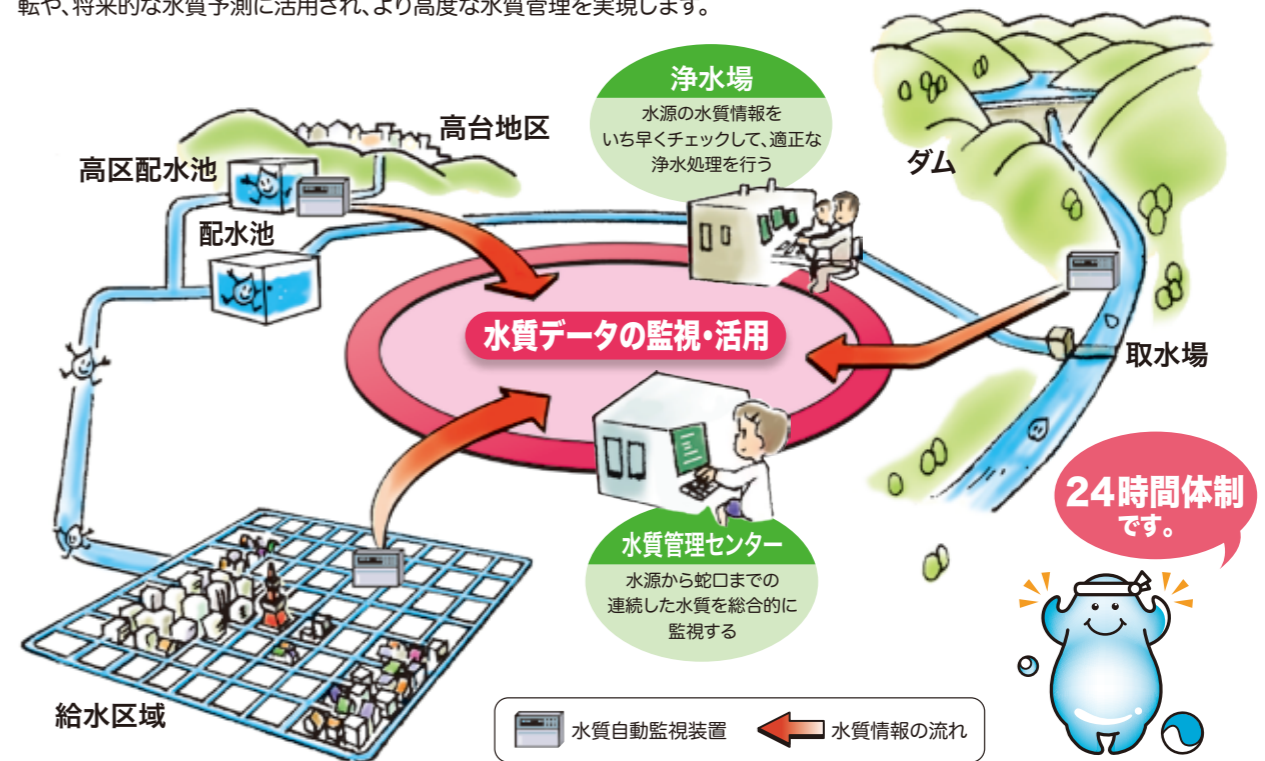 転や、将来的な水質予測に活用され、より高度な水質管理を実現します。
浄水場
水源の水質情報を
いち早くチェックして、適正な
浄水処理を行う
高台地区
高区配水池
配水池
ダム
水質データの監視・活用
取水場
24時間体制
です。
水質管理センター
水源から蛇口までの
連続した水質を総合的に
監視する
給水区域
水質自動監視装置
水質情報の流れ